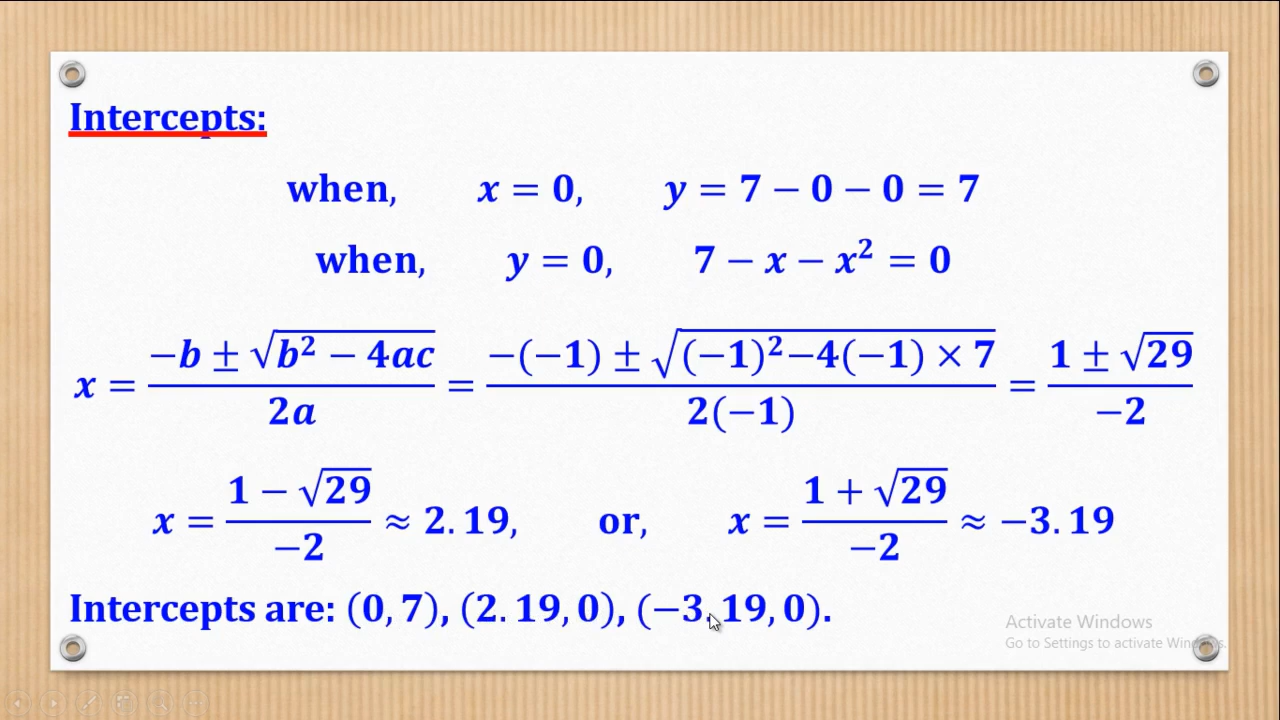 Intercepts:
when, x = 0, y = 7 − 0 − 0 = 7
when, y = 0, 7 − x − x² = 0
x = (−b ± √(b² − 4ac))/(2a) = (−(−1) ± √((−1)²−4(−1) × 7))/(2(−1)) = (1 ± √29)/(−2)
x = (1 − √29)/(−2) ≈ 2.19, or, x = (1 + √29)/(−2) ≈ −3.19
Intercepts are: (0, 7), (2.19, 0), (−3.19, 0).
Activate Windows
Go to Settings to activate Windows.